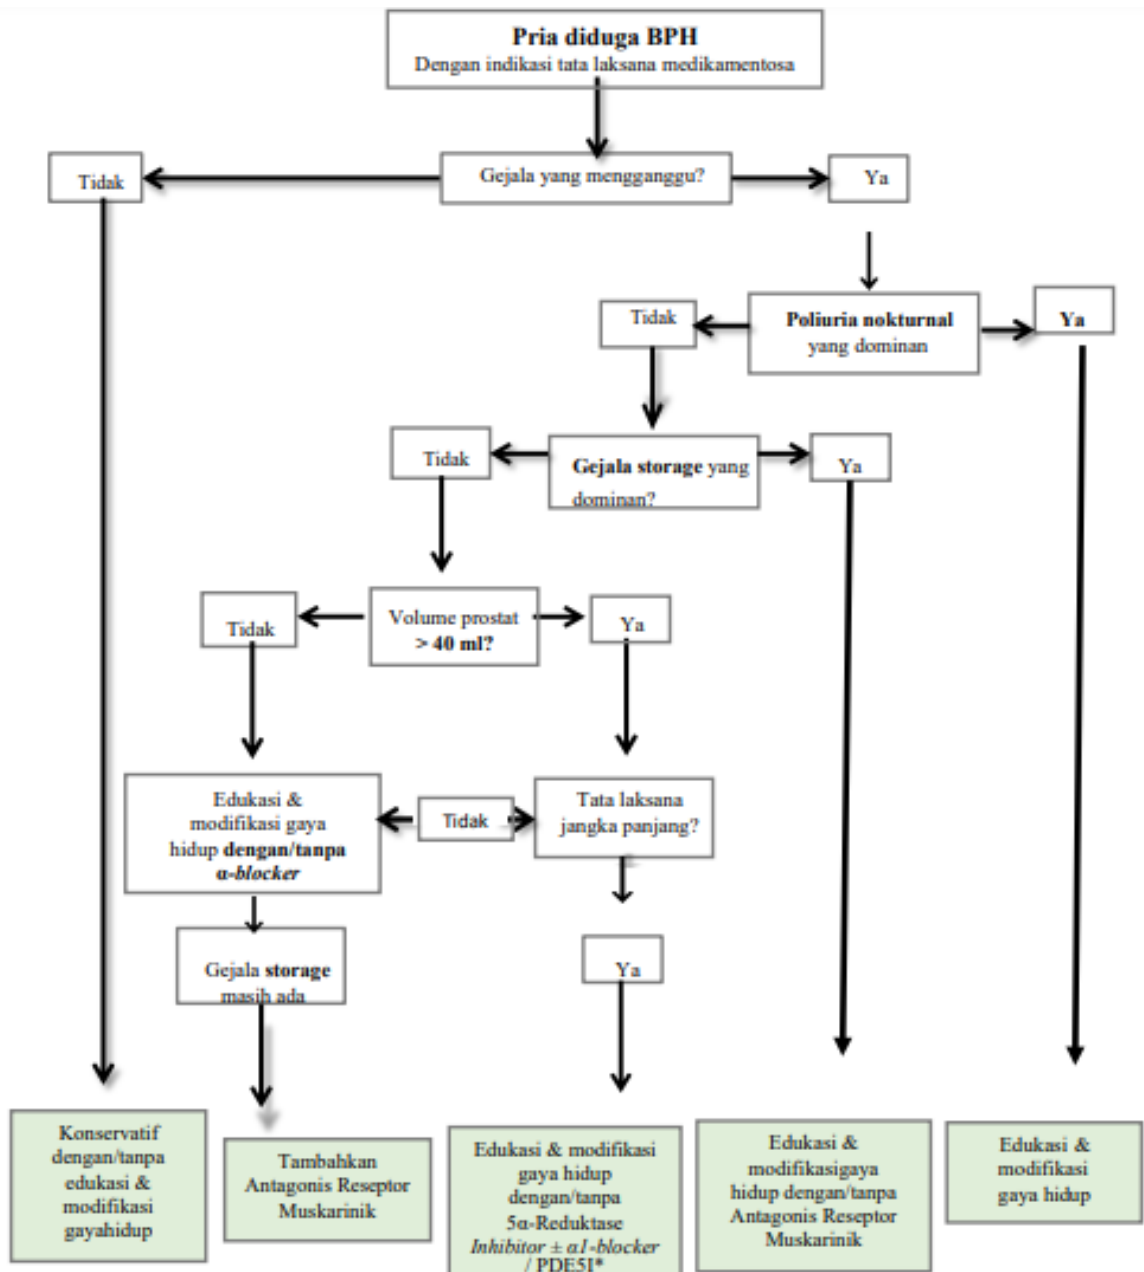 Pria diduga BPH
Dengan indikasi tata laksana medikamentosa
Tidak
Gejala yang mengganggu?
Ya
Tidak
Poliuria nokturnal
yang dominan
Ya
Tidak
Gejala storage yang
dominan?
Ya
Tidak
Volume prostat
> 40 ml?
Ya
Edukasi &
modifikasi gaya
hidup dengan/tanpa
α-blocker
Tidak
Tata laksana
jangka panjang?
Gejala storage
masih ada
Ya
Konservatif
dengan/tanpa
edukasi &
modifikasi
gayahidup
Tambahkan
Antagonis Reseptor
Muskarinik
Edukasi & modifikasi
gaya hidup
dengan/tanpa
5α-Reduktase
Inhibitor ± α1-blocker
/ PDE5I*
Edukasi &
modifikasigaya
hidup dengan/tanpa
Antagonis Reseptor
Muskarinik
Edukasi &
modifikasi
gaya hidup